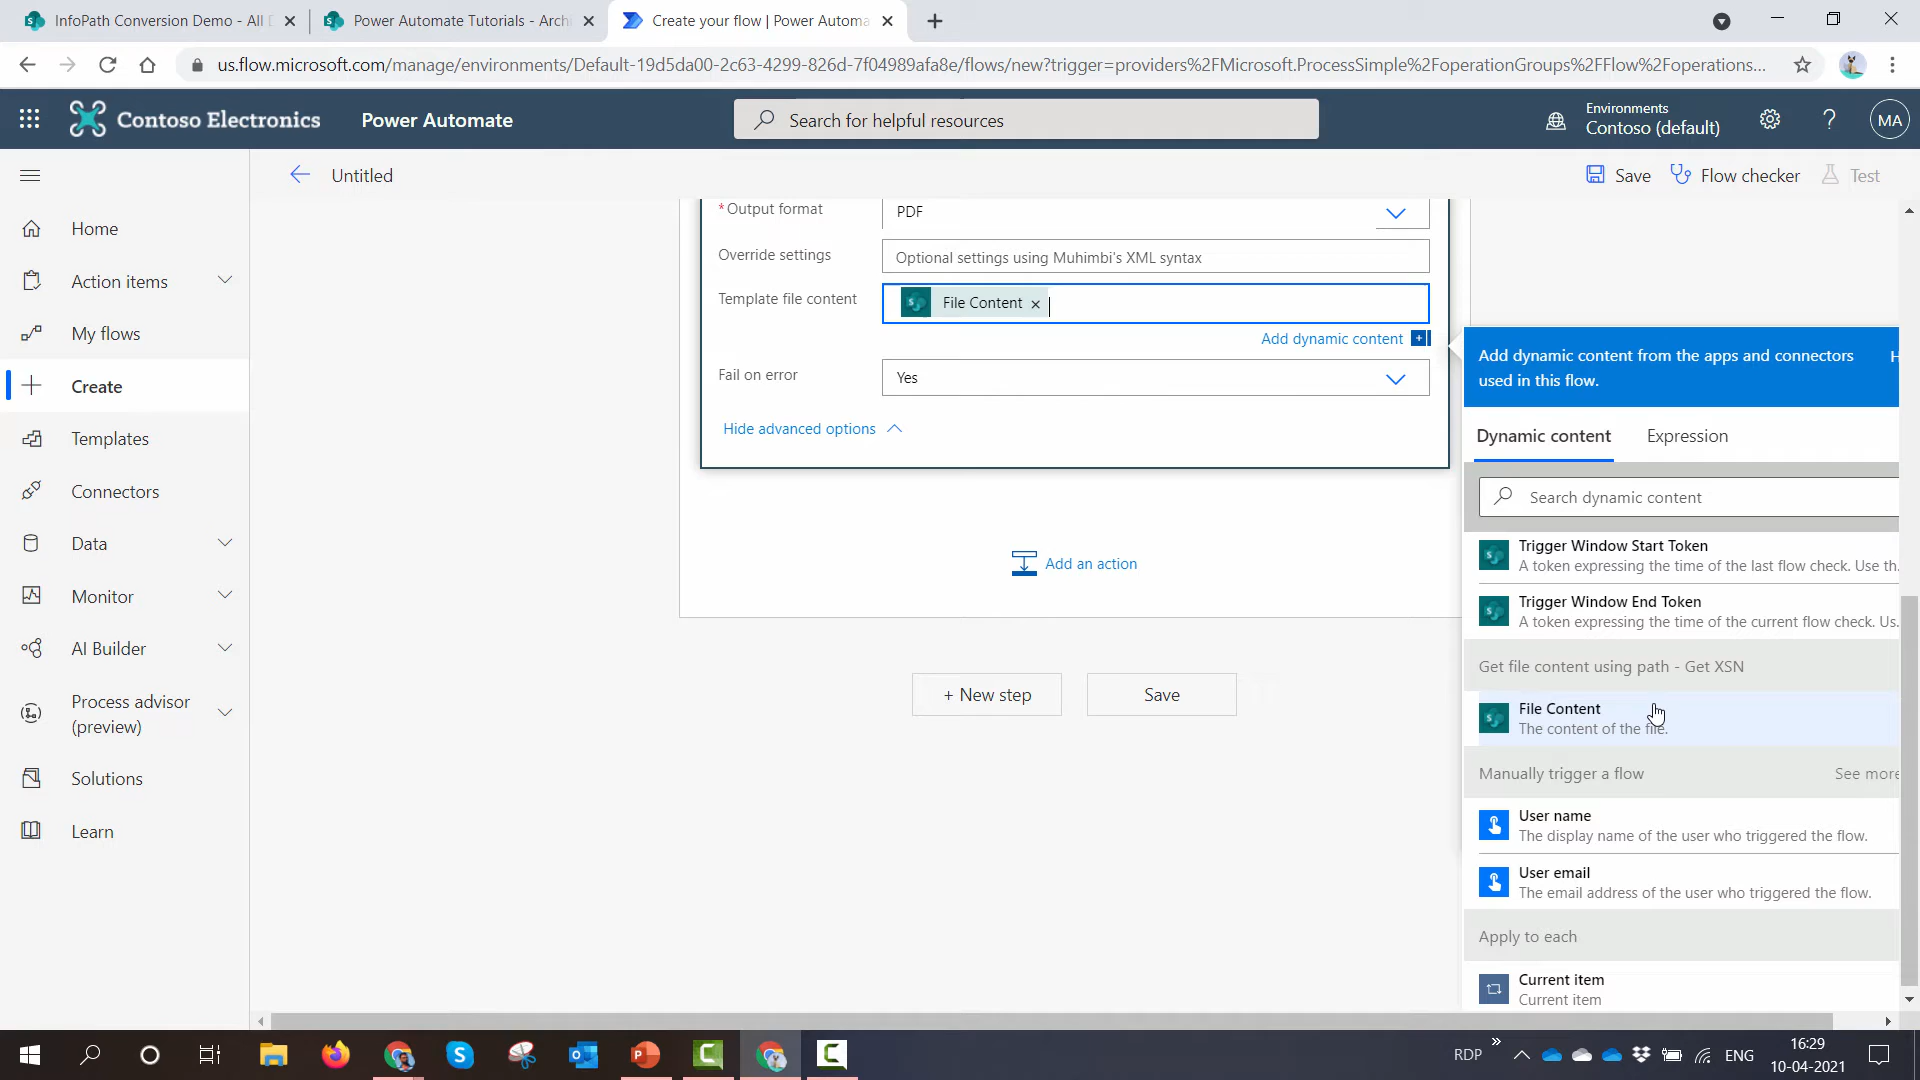 InfoPath Conversion Demo - All D
Power Automate Tutorials - Archi
Create your flow | Power Automa
us.flow.microsoft.com/manage/environments/Default-19d5da00-2c63-4299-826d-7f04989afa8e/flows/new?trigger=providers%2FMicrosoft.ProcessSimple%2FoperationGroups%2FFlow%2Foperations...
Contoso Electronics
Power Automate
Search for helpful resources
Environments
Contoso (default)
?
MA
Untitled
Save
Flow checker
Test
Home
Action items
My flows
Create
Templates
Connectors
Data
Monitor
AI Builder
Process advisor
(preview)
Solutions
Learn
*Output format
PDF
Override settings
Optional settings using Muhimbi's XML syntax
Template file content
File Content ×
Add dynamic content +
Fail on error
Yes
Hide advanced options
Add an action
+ New step
Save
Add dynamic content from the apps and connectors
used in this flow.
H
Dynamic content
Expression
Search dynamic content
Trigger Window Start Token
A token expressing the time of the last flow check. Use th.
Trigger Window End Token
A token expressing the time of the current flow check. Us.
Get file content using path - Get XSN
File Content
The content of the file.
Manually trigger a flow
See more
User name
The display name of the user who triggered the flow.
User email
The email address of the user who triggered the flow.
Apply to each
Current item
Current item
RDP
ENG
16:29
10-04-2021